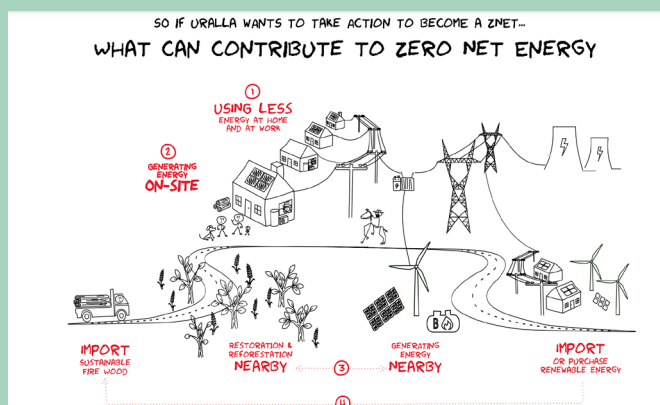 SO IF URALLA WANTS TO TAKE ACTION TO BECOME A ZNET...
WHAT CAN CONTRIBUTE TO ZERO NET ENERGY
1
USING LESS
ENERGY AT HOME
AND AT WORK
2
GENERATING
ENERGY
ON-SITE
B
IMPORT
SUSTAINABLE
FIRE WOOD
RESTORATION &
REFORESTATION
NEARBY
3
GENERATING
ENERGY
NEARBY
IMPORT
OR PURCHASE
RENEWABLE ENERGY
4